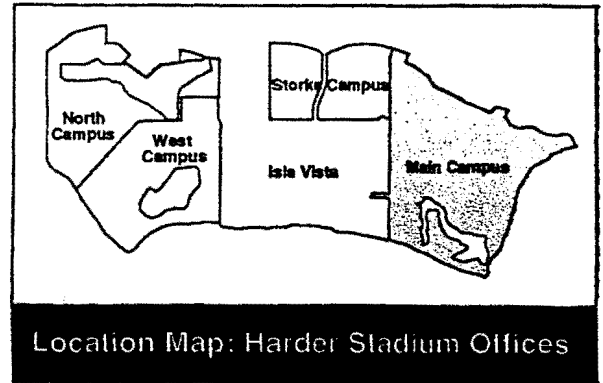 Storke Campus
North
Campus
West
Campus
Isla Vista
Main Campus
Location Map: Harder Stadium Offices